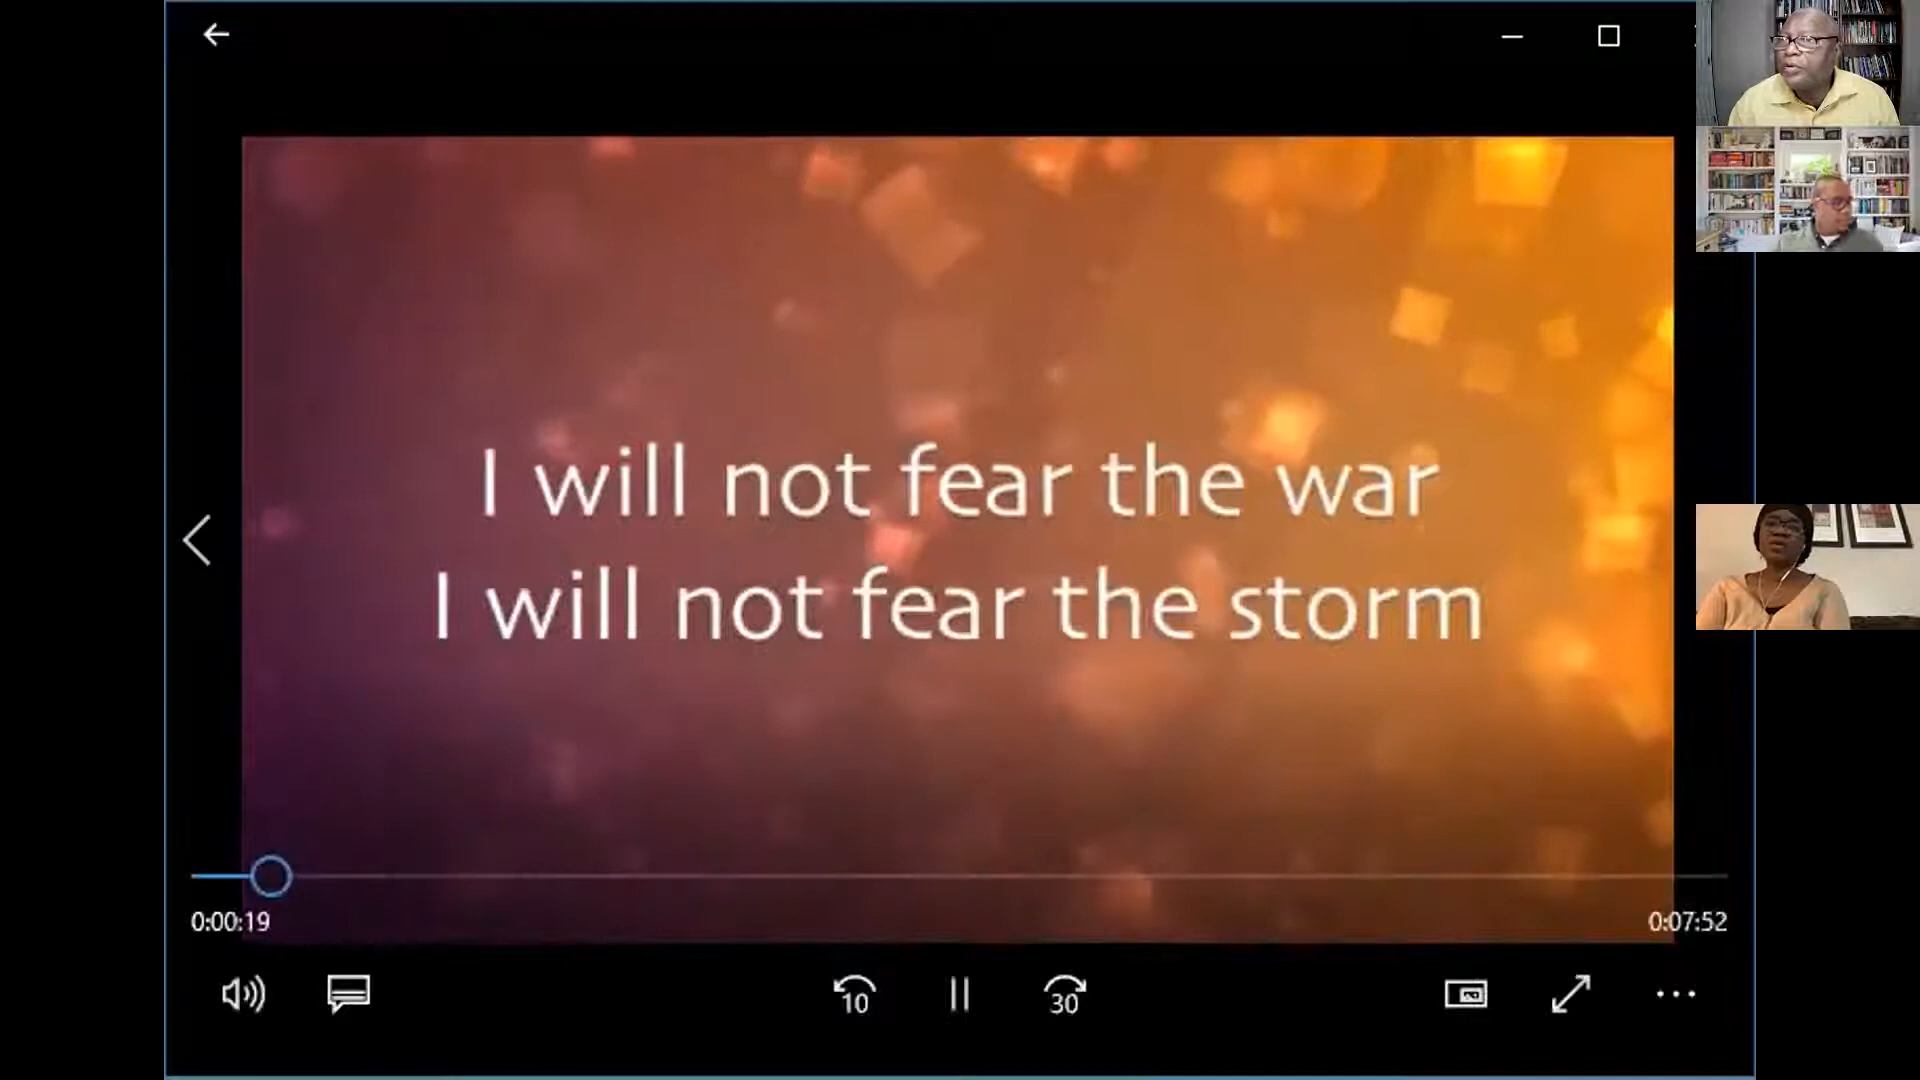 I will not fear the war
I will not fear the storm
0:00:19
0:07:52
10
30